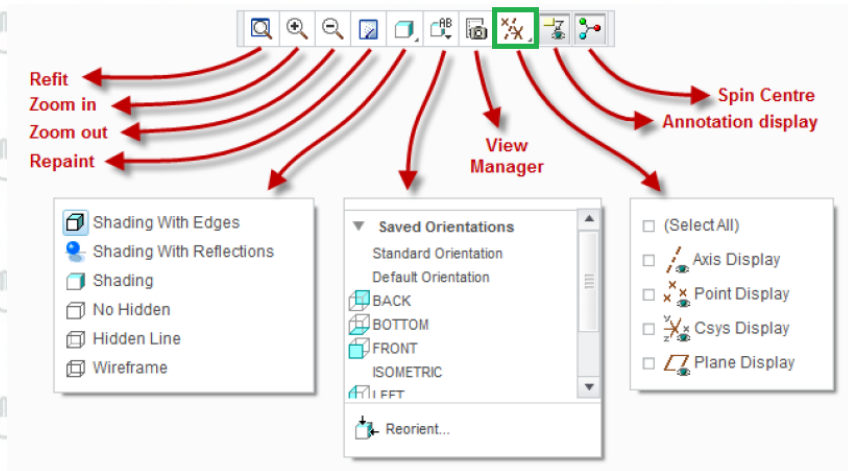 AB
Refit
Zoom in
Zoom out
Repaint
Spin Centre
Annotation display
View
Manager
Shading With Edges
Shading With Reflections
Shading
No Hidden
Hidden Line
Wireframe
Saved Orientations
Standard Orientation
Default Orientation
BACK
BOTTOM
FRONT
ISOMETRIC
LEFT
Reorient...
(Select All)
Axis Display
Point Display
Csys Display
Plane Display